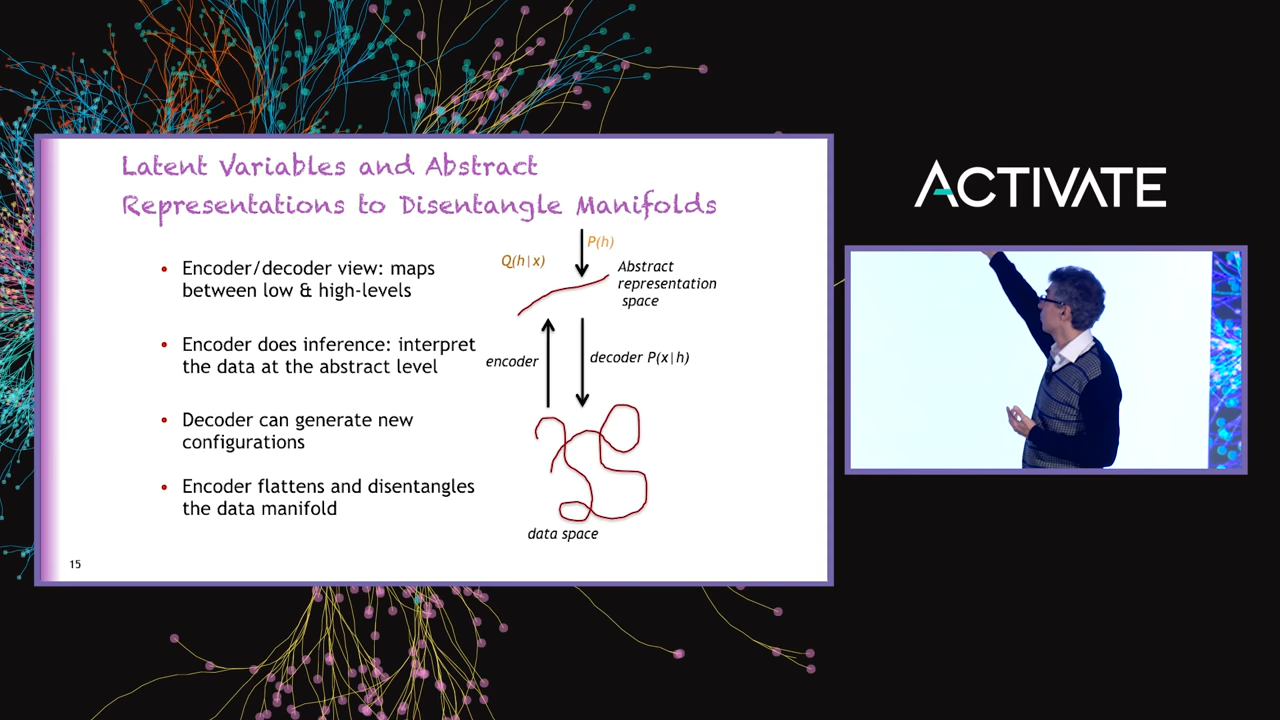 Latent Variables and Abstract
Representations to Disentangle Manifolds
• Encoder/decoder view: maps
between low & high-levels
• Encoder does inference: interpret
the data at the abstract level
• Decoder can generate new
configurations
• Encoder flattens and disentangles
the data manifold
P(h)
Q(h|x)
Abstract
representation
space
encoder
decoder P(x|h)
data space
15
ACTIVATE